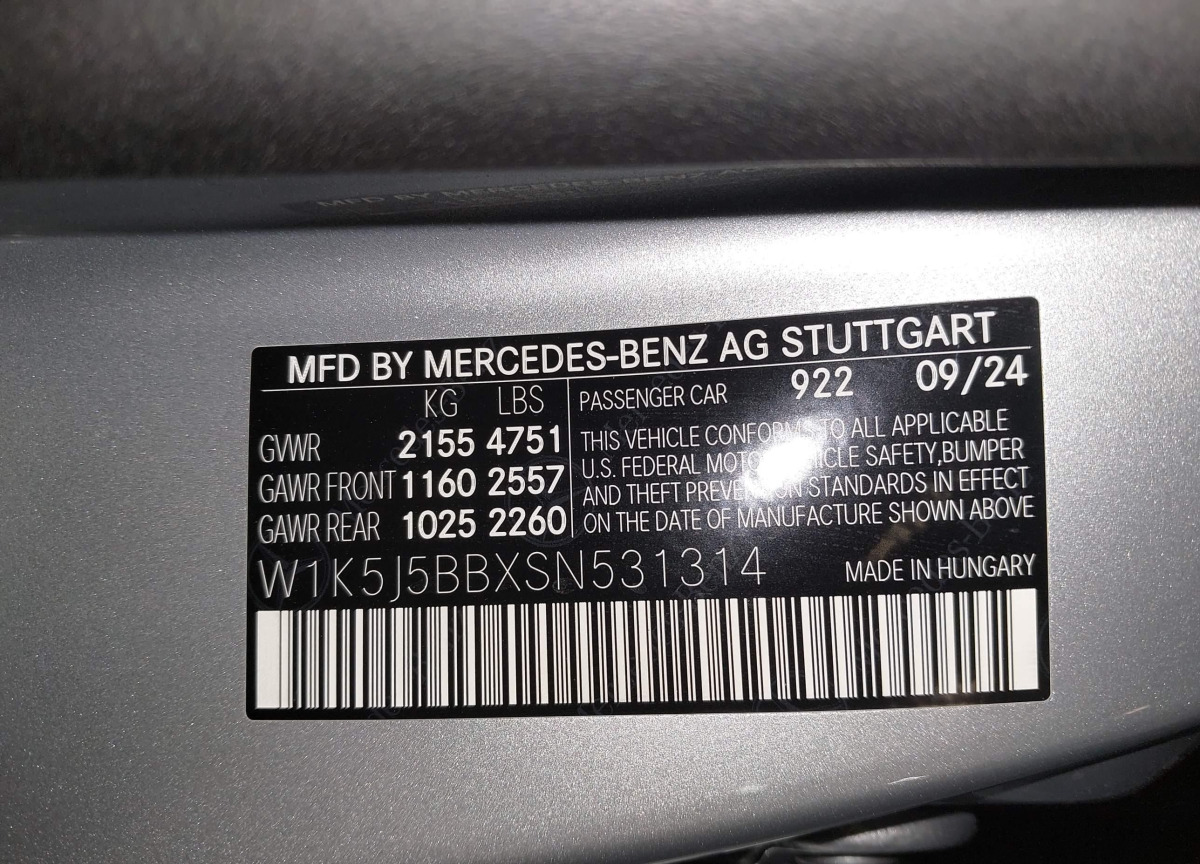 MFD BY MERCEDES-BENZ AG STUTTGART
KG LBS
GVWR 2155 4751
GAWR FRONT 1160 2557
GAWR REAR 1025 2260
PASSENGER CAR 922 09/24
THIS VEHICLE CONFORMS TO ALL APPLICABLE
U.S. FEDERAL MOTOR VEHICLE SAFETY,BUMPER
AND THEFT PREVENTION STANDARDS IN EFFECT
ON THE DATE OF MANUFACTURE SHOWN ABOVE
W1K5J5BBXSN531314
MADE IN HUNGARY